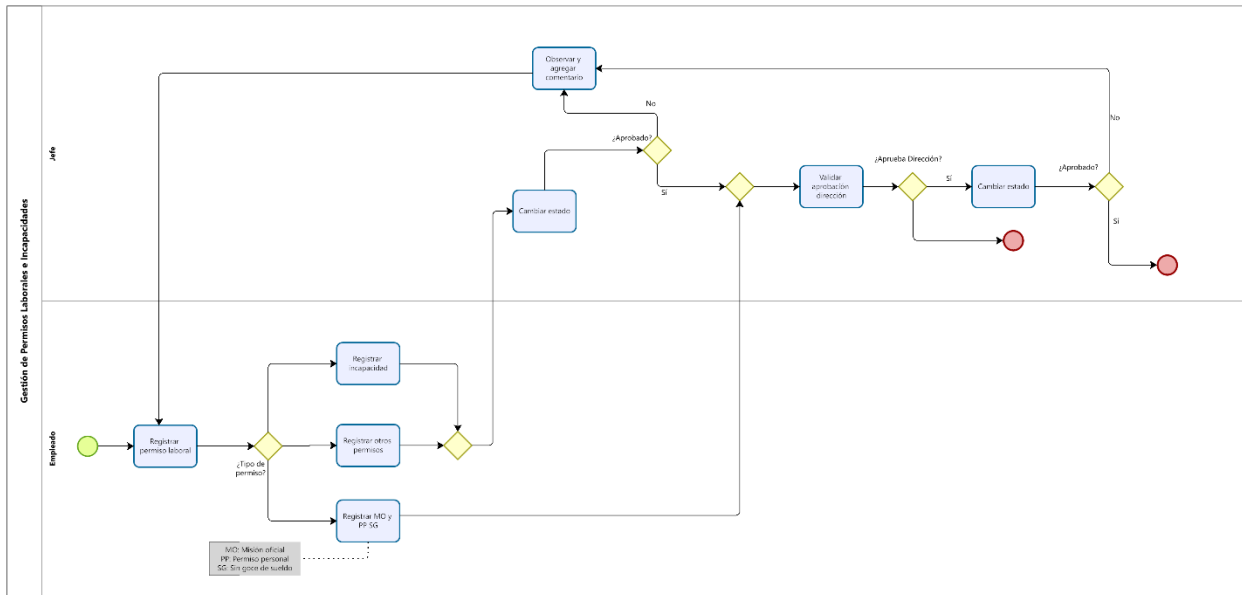 Gestión de Permisos Laborales e Incapacidades
Jefe
Observar y
agregar
comentario
No
¿Aprobado?
Sí
Cambiar estado
Validar
aprobación
dirección
¿Aprueba Dirección?
Sí
Cambiar estado
¿Aprobado?
No
Sí
Empleado
Registrar
permiso laboral
¿Tipo de
permiso?
Registrar
incapacidad
Registrar otros
permisos
Registrar MO y
PP SG
MO: Misión oficial
PP: Permiso personal
SG: Sin goce de sueldo